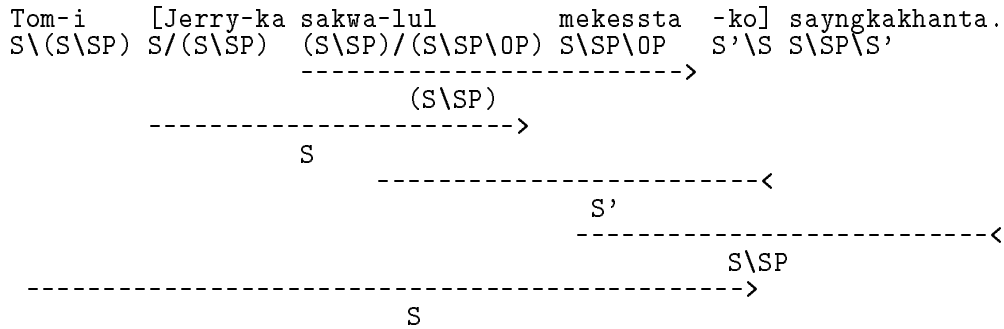 Tom-i [Jerry-ka sakwa-lul mekessta -ko] sayngkakhanta.
S\(S\SP) S/(S\SP) (S\SP)/(S\SP\OP) S\SP\OP S'\S S\SP\S'
------------------------->
(S\SP)
------------------------>
S
-------------------------<
S'
---------------------------<
S\SP
----------------------------------------------->
S